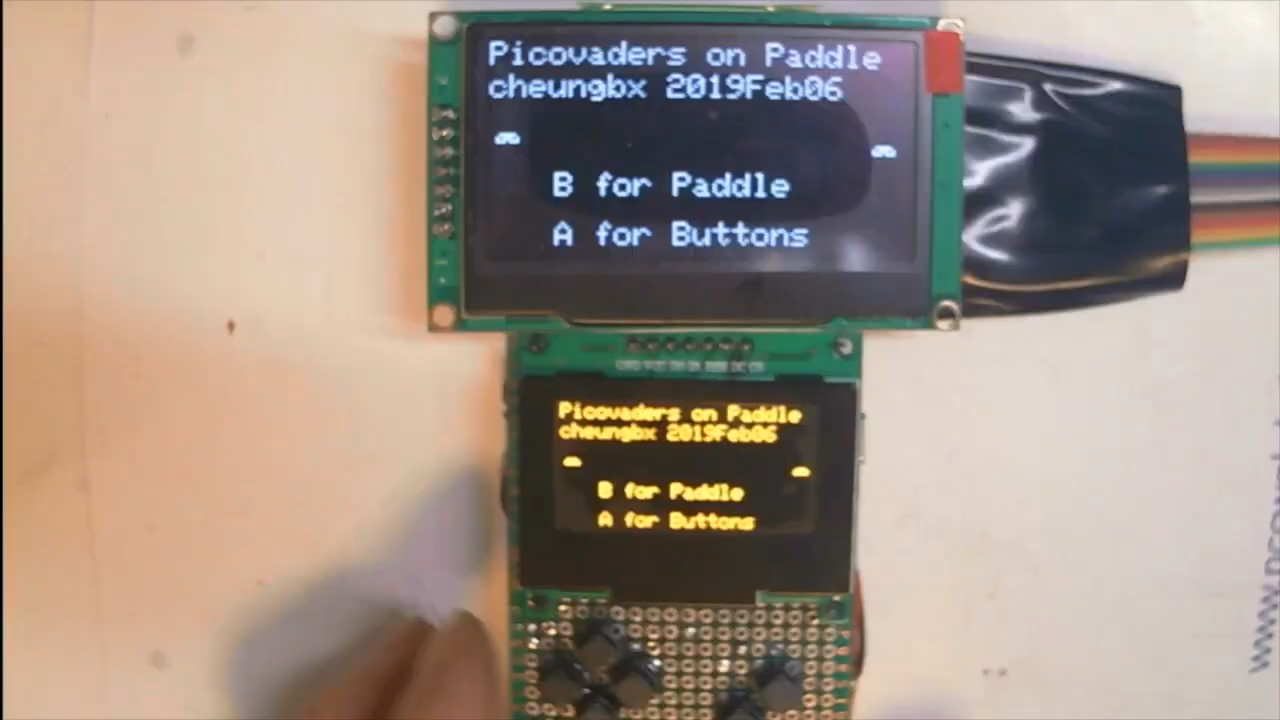 Picovaders on Paddle
cheungbx 2019Feb06
B for Paddle
A for Buttons
Picovaders on Paddle
cheungbx 2019Feb06
B for Paddle
A for Buttons